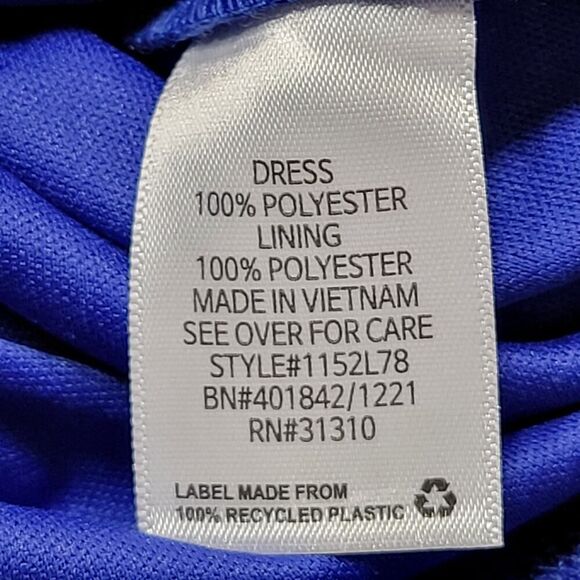 DRESS
100% POLYESTER
LINING
100% POLYESTER
MADE IN VIETNAM
SEE OVER FOR CARE
STYLE#1152L78
BN#401842/1221
RN#31310
LABEL MADE FROM
100% RECYCLED PLASTIC